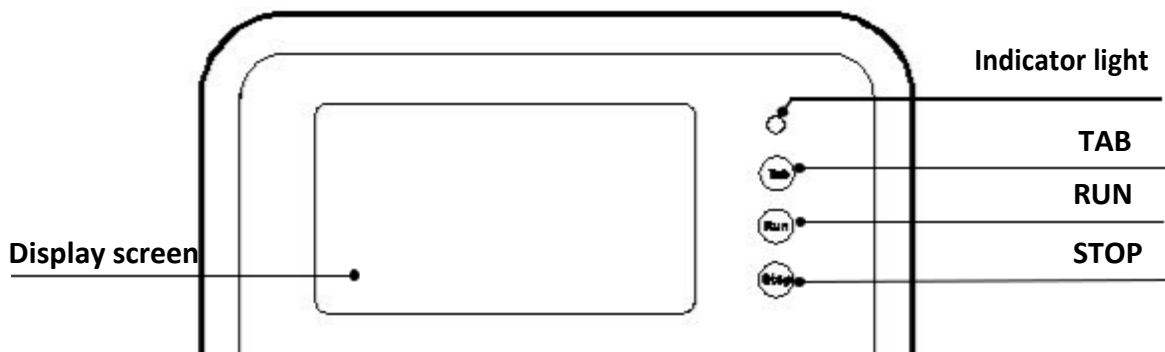 Indicator light
TAB
Tab
RUN
Run
Display screen
STOP
Stop